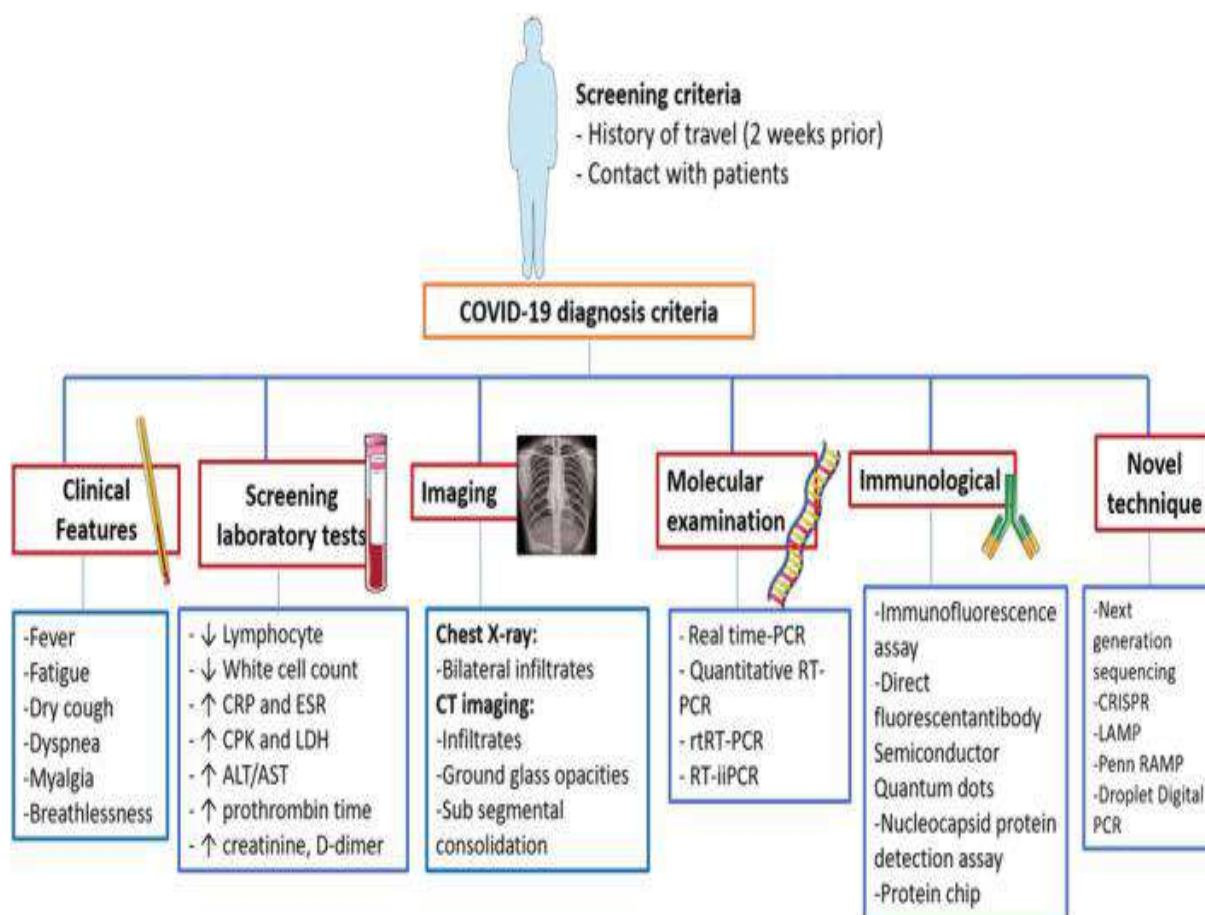 Screening criteria
- History of travel (2 weeks prior)
- Contact with patients
COVID-19 diagnosis criteria
Clinical
Features
-Fever
-Fatigue
-Dry cough
-Dyspnea
-Myalgia
-Breathlessness
Screening
laboratory tests
- ↓ Lymphocyte
- ↓ White cell count
- ↑ CRP and ESR
- ↑ CPK and LDH
- ↑ ALT/AST
- ↑ prothrombin time
- ↑ creatinine, D-dimer
Imaging
Chest X-ray:
-Bilateral infiltrates
CT imaging:
-Infiltrates
-Ground glass opacities
-Sub segmental
consolidation
Molecular
examination
- Real time-PCR
- Quantitative RT-
PCR
- rtRT-PCR
- RT-iiPCR
Immunological
-Immunofluorescence
assay
-Direct
fluorescentantibody
Semiconductor
Quantum dots
-Nucleocapsid protein
detection assay
-Protein chip
Novel
technique
-Next
generation
sequencing
-CRISPR
-LAMP
-Penn RAMP
-Droplet Digital
PCR